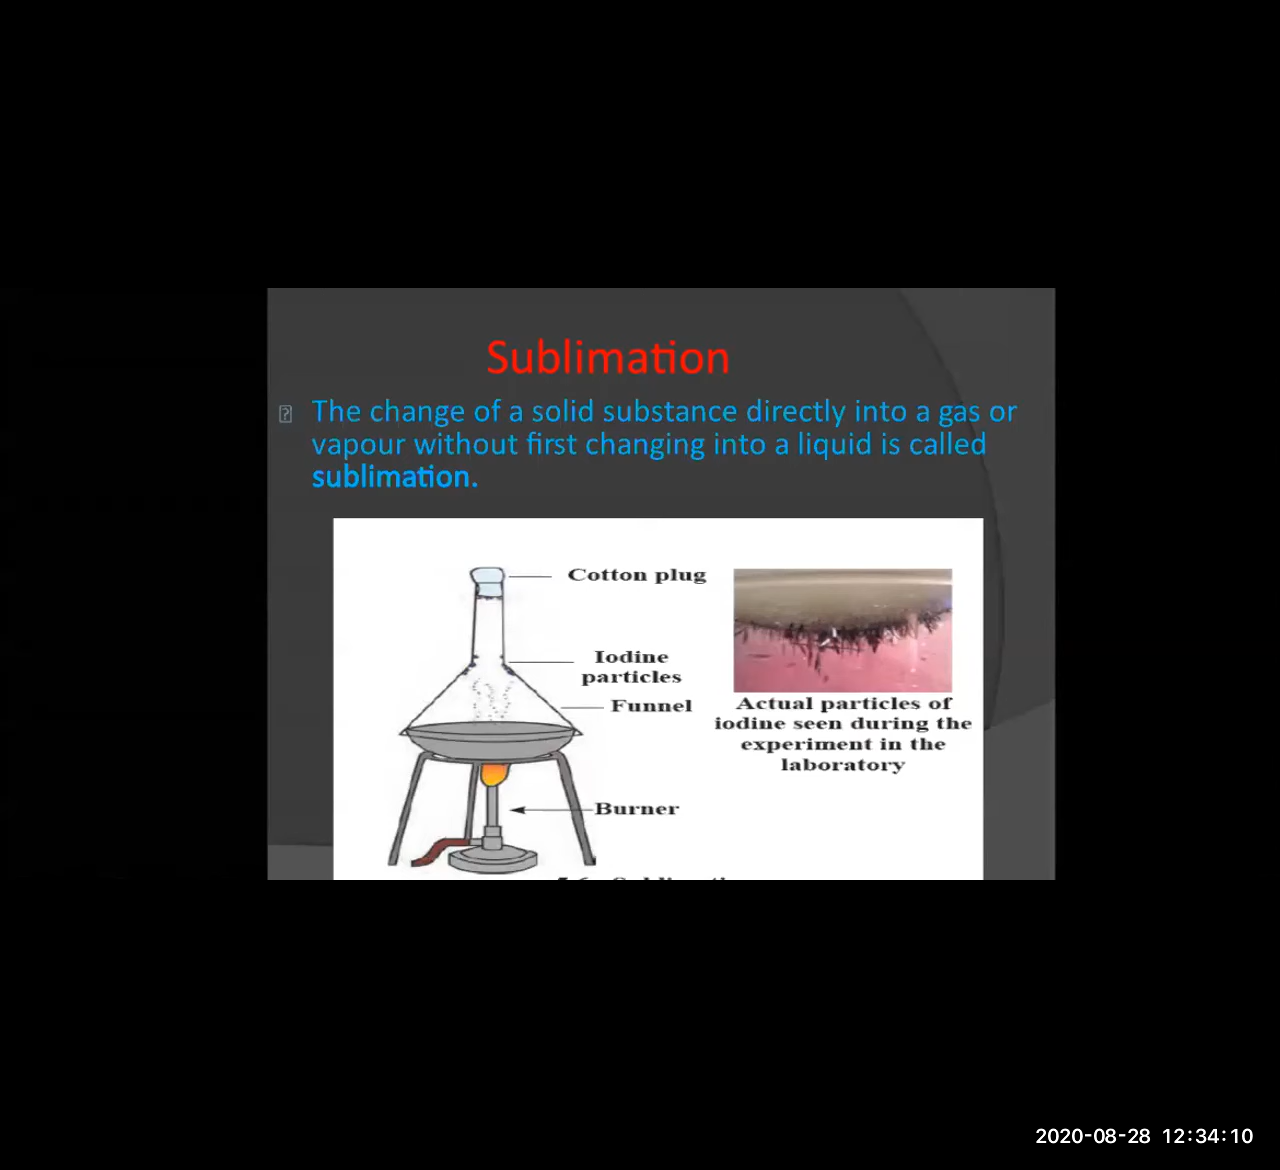 Sublimation
The change of a solid substance directly into a gas or
vapour without first changing into a liquid is called
sublimation.
Cotton plug
Iodine
particles
Funnel
Burner
Actual particles of
iodine seen during the
experiment in the
laboratory
2020-08-28 12:34:10